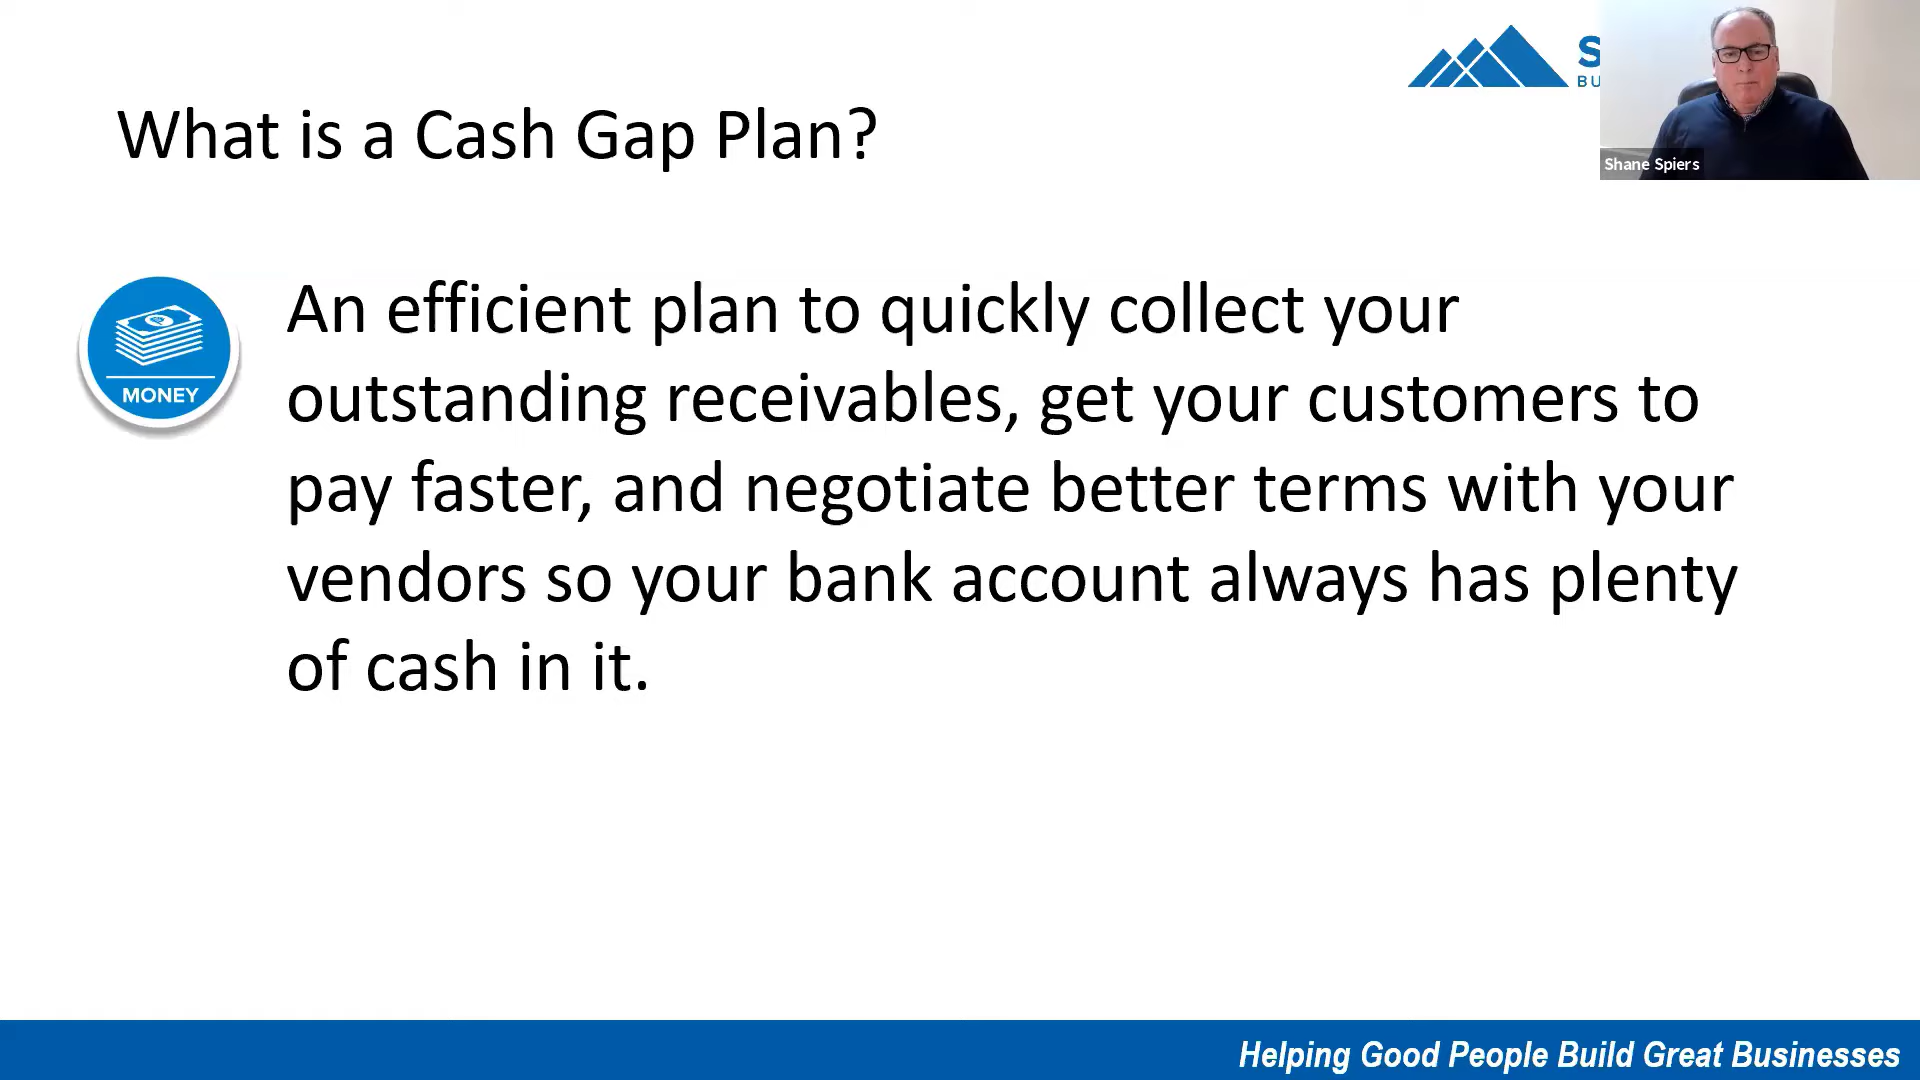 What is a Cash Gap Plan?
Shane Spiers
MONEY
An efficient plan to quickly collect your
outstanding receivables, get your customers to
pay faster, and negotiate better terms with your
vendors so your bank account always has plenty
of cash in it.
Helping Good People Build Great Businesses